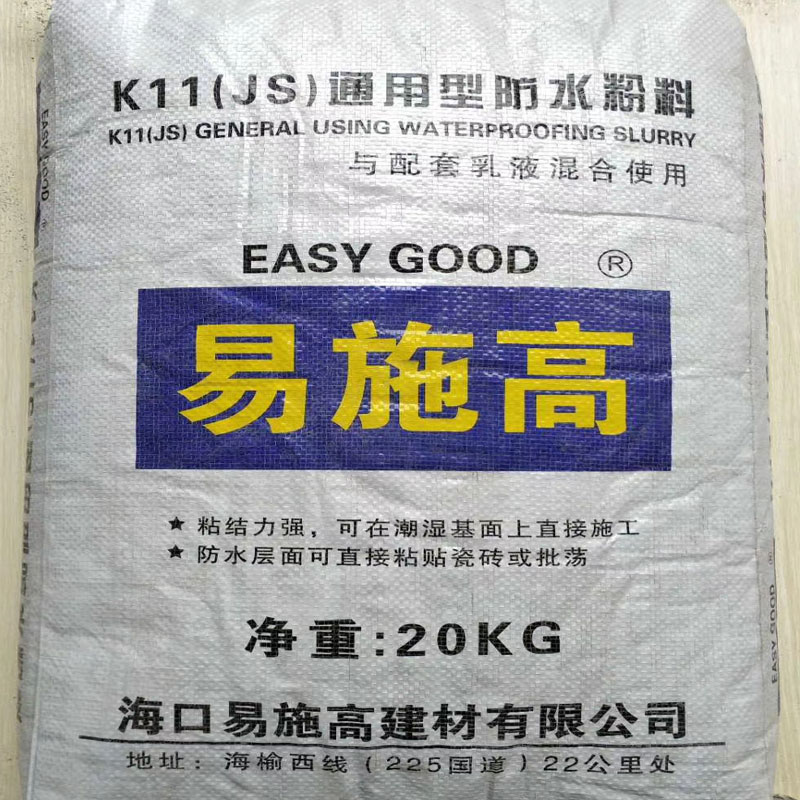 K11(JS)通用型防水粉料
K11(JS) GENERAL USING WATERPROOFING SLURRY
与配套乳液混合使用
EASY GOOD ®
易施高
★ 粘结力强，可在潮湿基面上直接施工
★ 防水层面可直接粘贴瓷砖或批荡
净重:20KG
海口易施高建材有限公司
地址：海榆西线（225国道）22公里处
EASY GOOD ®
EASY GOOD ®